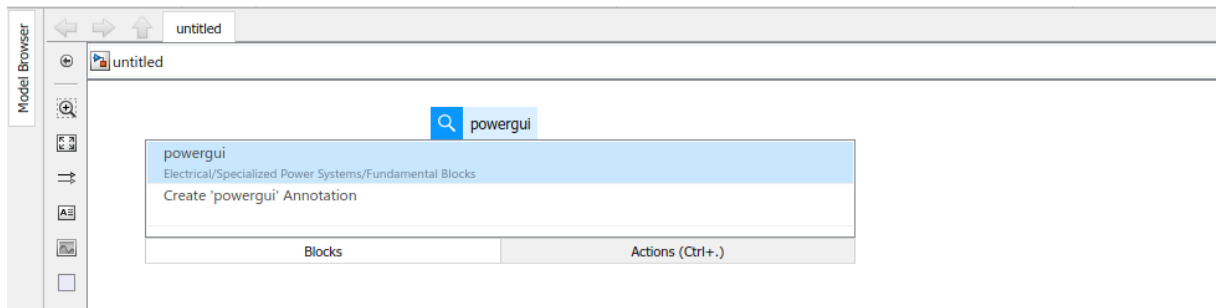 Model Browser
untitled
untitled
powergui
powergui
Electrical/Specialized Power Systems/Fundamental Blocks
Create 'powergui' Annotation
Blocks
Actions (Ctrl+.)
A